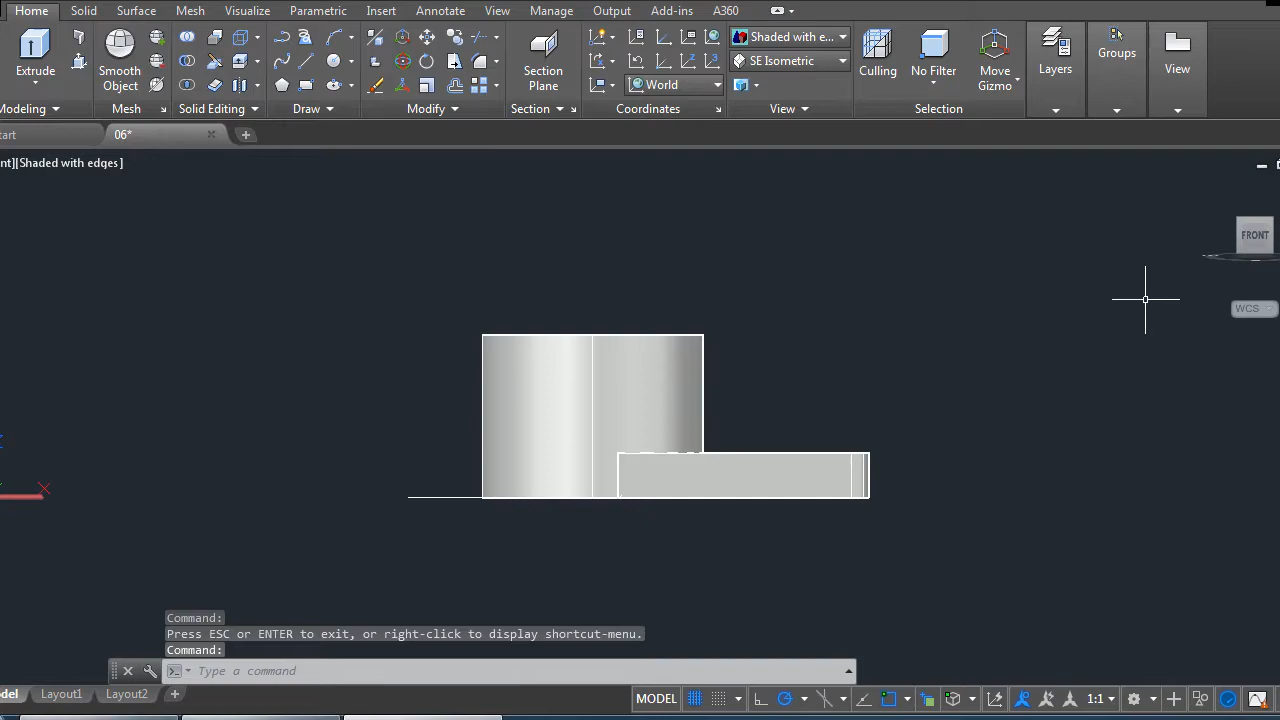 Home Solid Surface Mesh Visualize Parametric Insert Annotate View Manage Output Add-ins A360
Extrude
Smooth
Object
Section
Plane
Shaded with e...
SE Isometric
World
Culling
No Filter
Move
Gizmo
Layers
Groups
View
Modeling Mesh Solid Editing Draw Modify Section Coordinates View Selection
tart 06*
nt][Shaded with edges]
FRONT
WCS
Command:
Press ESC or ENTER to exit, or right-click to display shortcut-menu.
Command:
Type a command
odel Layout1 Layout2
MODEL 1:1